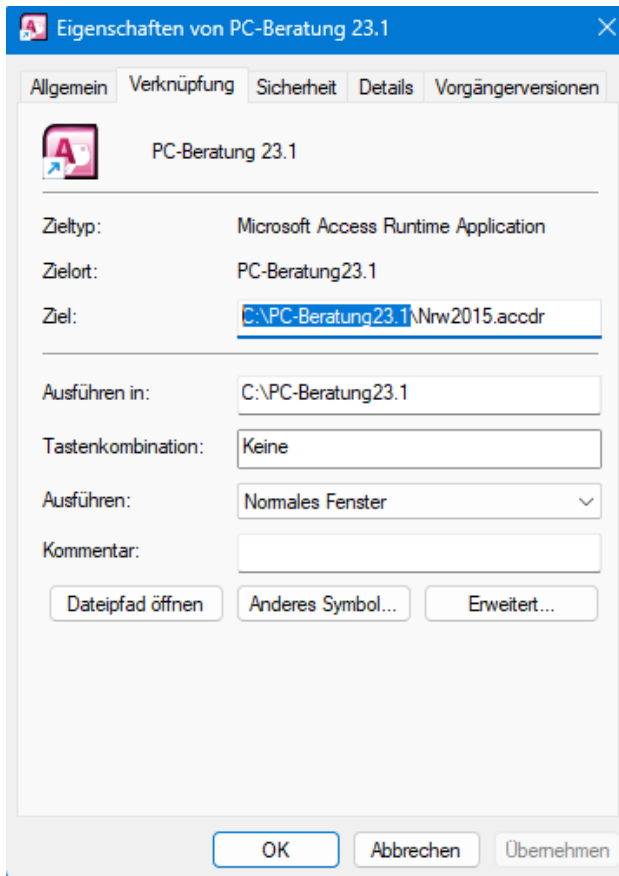 Eigenschaften von PC-Beratung 23.1
Allgemein Verknüpfung Sicherheit Details Vorgängerversionen
PC-Beratung 23.1
Zieltyp: Microsoft Access Runtime Application
Zielort: PC-Beratung23.1
Ziel: C:\PC-Beratung23.1\Nrw2015.accdr
Ausführen in: C:\PC-Beratung23.1
Tastenkombination: Keine
Ausführen: Normales Fenster
Kommentar:
Dateipfad öffnen Anderes Symbol... Erweitert...
OK Abbrechen Übernehmen